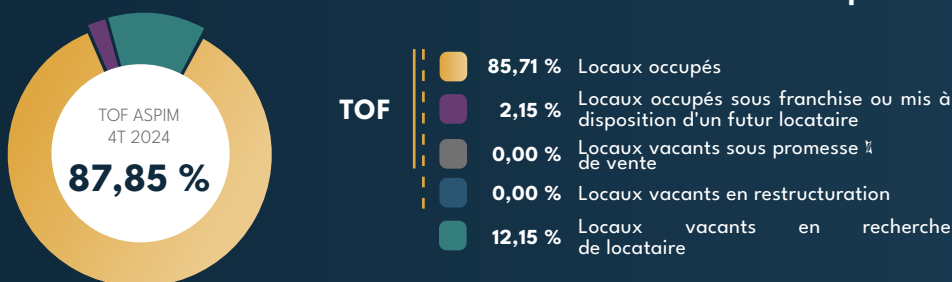 TOF ASPIM
4T 2024
87,85 %
TOF
85,71 % Locaux occupés
2,15 % Locaux occupés sous franchise ou mis à
disposition d'un futur locataire
0,00 % Locaux vacants sous promesse
de vente
0,00 % Locaux vacants en restructuration
12,15 % Locaux vacants en recherche
de locataire